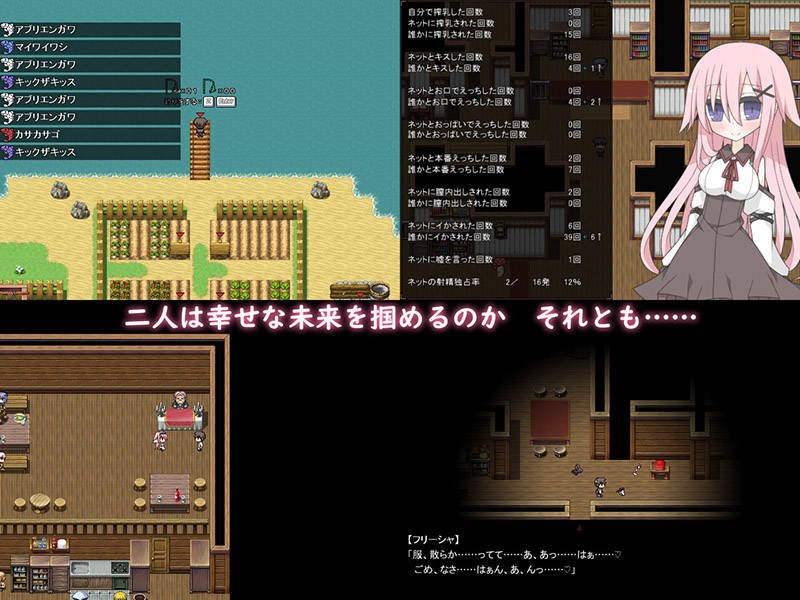 アブリエンガワ
マイワイワシ
アブリエンガワ
キックザキッス
アブリエンガワ
アブリエンガワ
カサカサゴ
キックザキッス
×01
×00
Z
Enter
自分で搾乳した回数 3回
ネットに搾乳された回数 0回
誰かに搾乳された回数 15回
ネットとキスした回数 16回
誰かとキスした回数 4回+ 1↑
ネットとお口でえっちした回数 0回
誰かとお口でえっちした回数 4回+ 2↑
ネットとおっぱいでえっちした回数 0回
誰かとおっぱいでえっちした回数 0回
ネットと本番えっちした回数 2回
誰かと本番えっちした回数 7回
ネットに膣内出しされた回数 2回
誰かに膣内出しされた回数 0回
ネットにイかされた回数 6回
誰かにイかされた回数 39回+ 6↑
ネットに嘘を言った回数 1回
ネットの射精独占率 2/ 16発 12%
二人は幸せな未来を掴めるのか それとも……
【フリーシャ】
「服、散らか……ってて……あ、あっ……はぁ……♡
ごめ、なさ……はぁん、あ、んっ……♡」